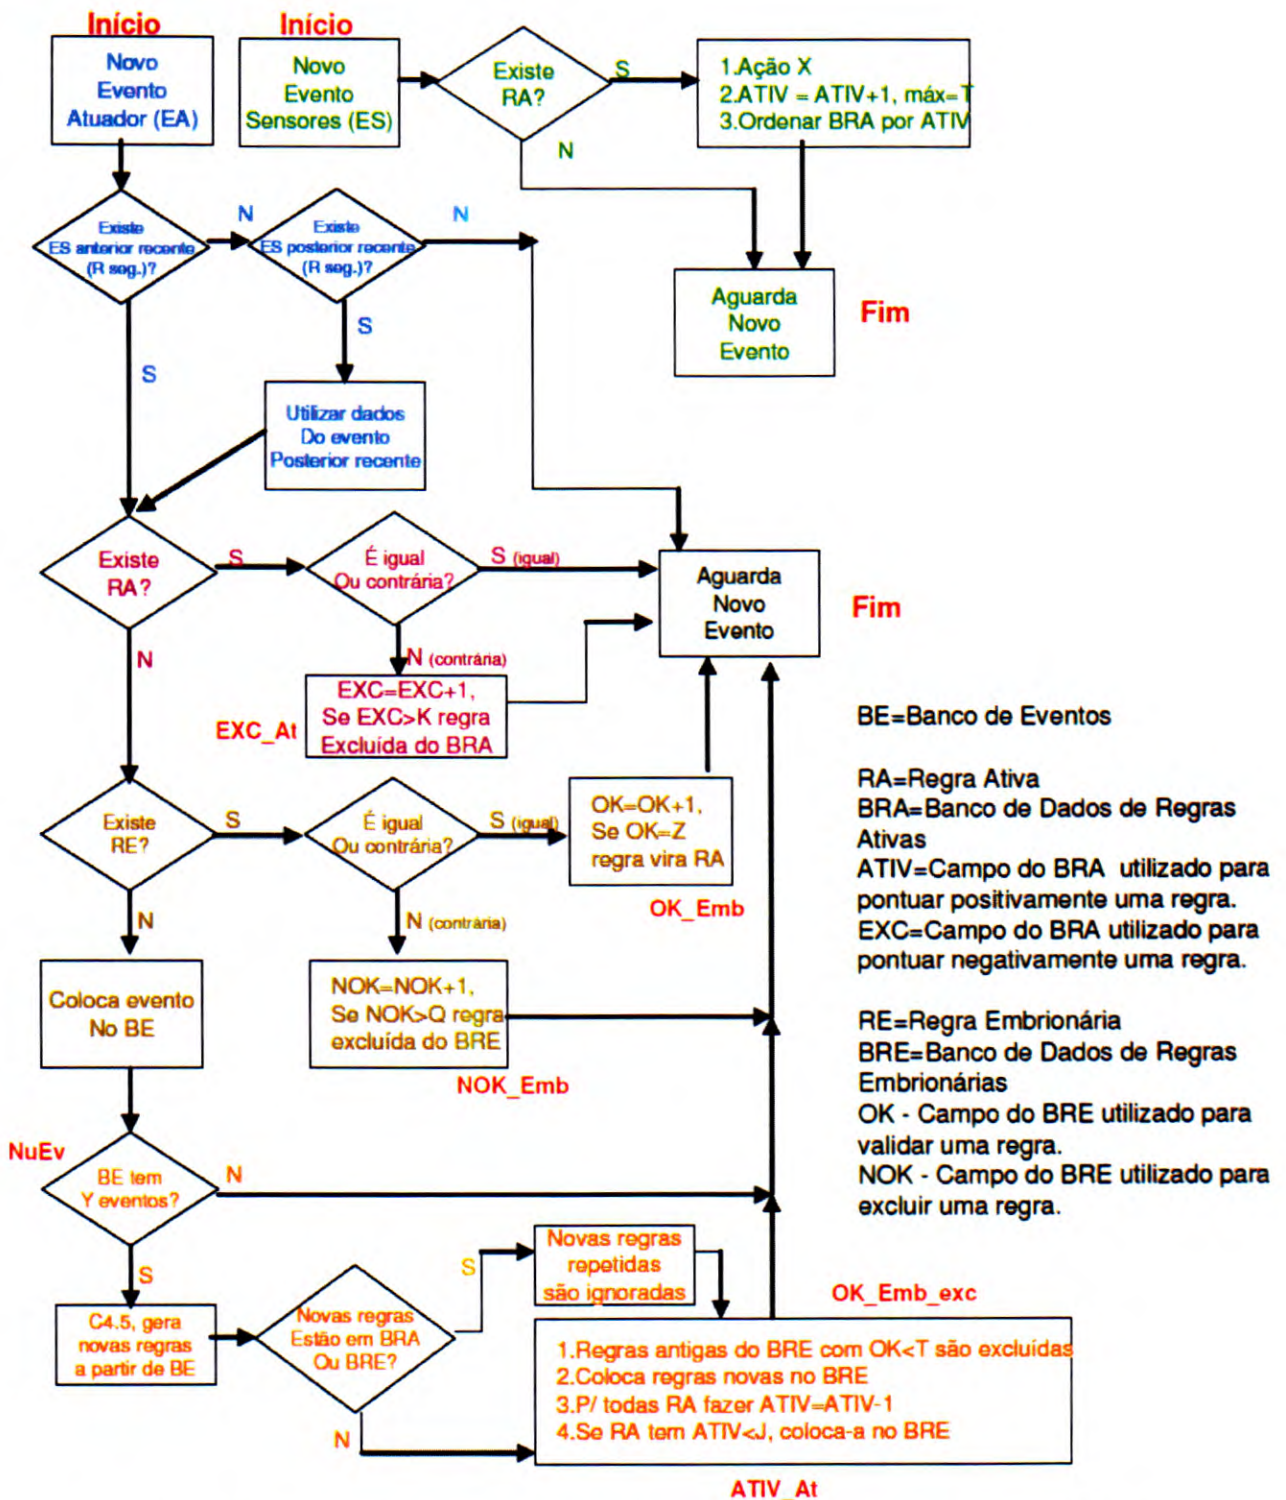 Início
Início
Novo
Evento
Atuador (EA)
Novo
Evento
Sensores (ES)
Existe
RA?
S
1.Ação X
2.ATIV = ATIV+1, máx=T
3.Ordenar BRA por ATIV
N
Existe
ES anterior recente
(R seg.)?
N
Existe
ES posterior recente
(R seg.)?
N
Aguarda
Novo
Evento
Fim
S
S
Utilizar dados
Do evento
Posterior recente
Existe
RA?
S
É igual
Ou contrária?
S (igual)
Aguarda
Novo
Evento
Fim
N
N (contrária)
EXC=EXC+1,
Se EXC>K regra
Excluída do BRA
EXC_At
Existe
RE?
S
É igual
Ou contrária?
S (igual)
OK=OK+1,
Se OK=Z
regra vira RA
OK_Emb
N
N (contrária)
Coloca evento
No BE
NOK=NOK+1,
Se NOK>Q regra
excluída do BRE
NOK_Emb
NuEv
BE tem
Y eventos?
N
S
C4.5, gera
novas regras
a partir de BE
Novas regras
Estão em BRA
Ou BRE?
S
Novas regras
repetidas
são ignoradas
OK_Emb_exc
N
1.Regras antigas do BRE com OK<T são excluídas
2.Coloca regras novas no BRE
3.P/ todas RA fazer ATIV=ATIV-1
4.Se RA tem ATIV<J, coloca-a no BRE
ATIV_At
BE=Banco de Eventos
RA=Regra Ativa
BRA=Banco de Dados de Regras
Ativas
ATIV=Campo do BRA utilizado para
pontuar positivamente uma regra.
EXC=Campo do BRA utilizado para
pontuar negativamente uma regra.
RE=Regra Embrionária
BRE=Banco de Dados de Regras
Embrionárias
OK - Campo do BRE utilizado para
validar uma regra.
NOK - Campo do BRE utilizado para
excluir uma regra.